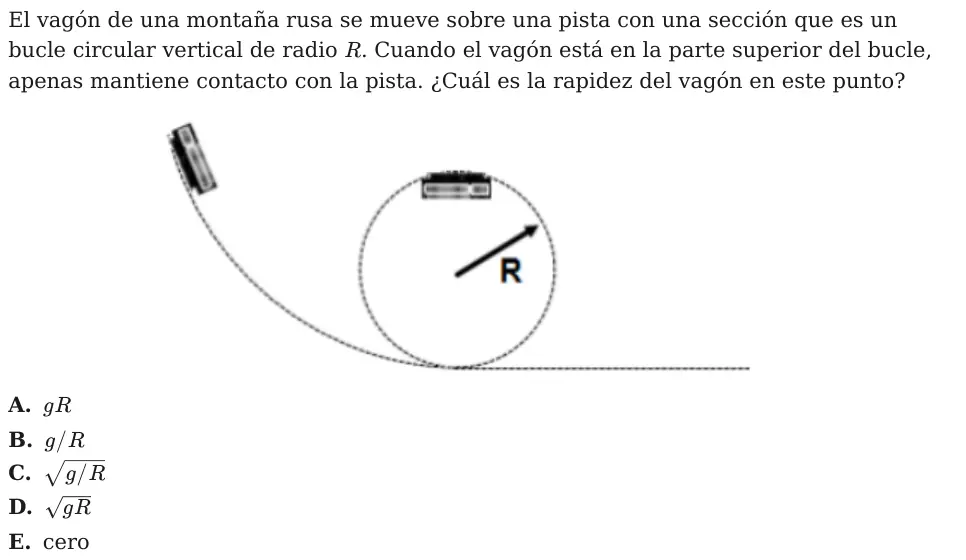 El vagón de una montaña rusa se mueve sobre una pista con una sección que es un
bucle circular vertical de radio R. Cuando el vagón está en la parte superior del bucle,
apenas mantiene contacto con la pista. ¿Cuál es la rapidez del vagón en este punto?
R
A. gR
B. g/R
C. √g/R
D. √gR
E. cero